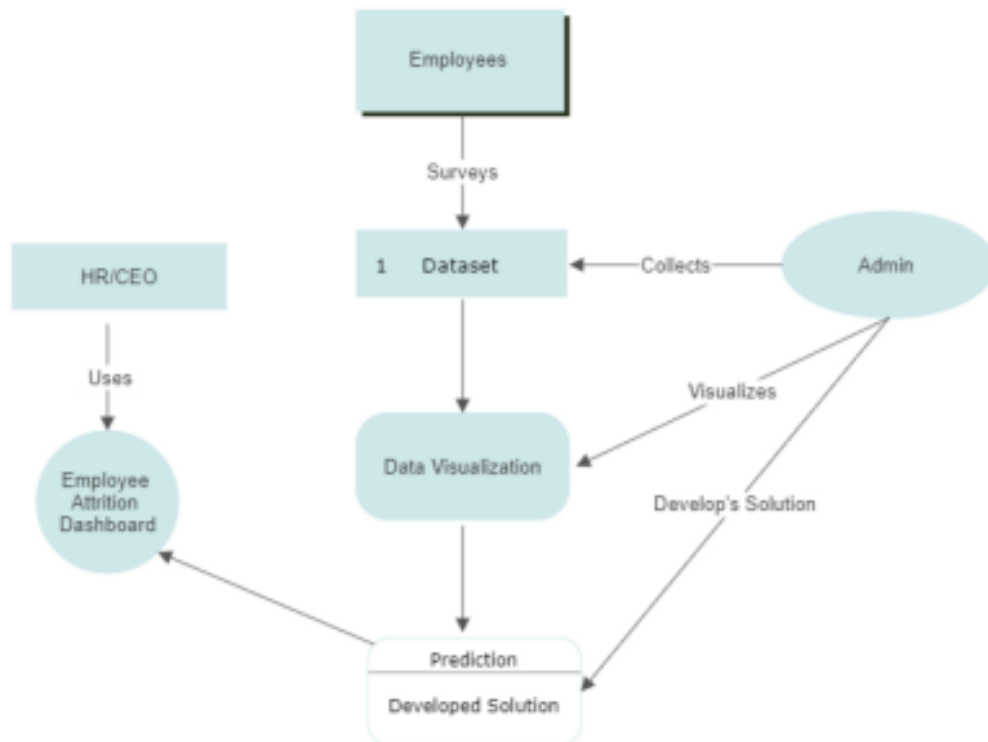 Employees
Surveys
HR/CEO
1 Dataset
Collects
Admin
Uses
Visualizes
Employee
Attrition
Dashboard
Data Visualization
Develop's Solution
Prediction
Developed Solution